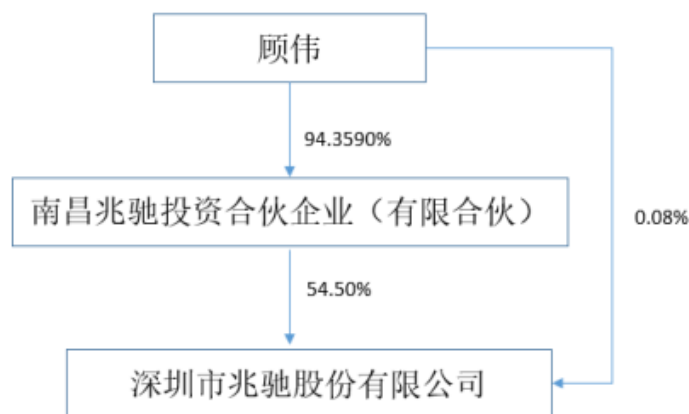 顾伟
94.3590%
南昌兆驰投资合伙企业（有限合伙）
0.08%
54.50%
深圳市兆驰股份有限公司